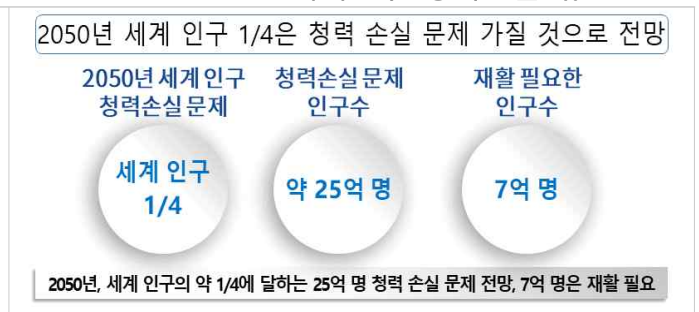 2050년 세계 인구 1/4은 청력 손실 문제 가질 것으로 전망
2050년 세계 인구
청력손실 문제
청력손실 문제
인구수
재활 필요한
인구수
세계 인구
1/4
약 25억 명
7억 명
2050년, 세계 인구의 약 1/4에 달하는 25억 명 청력 손실 문제 전망, 7억 명은 재활 필요